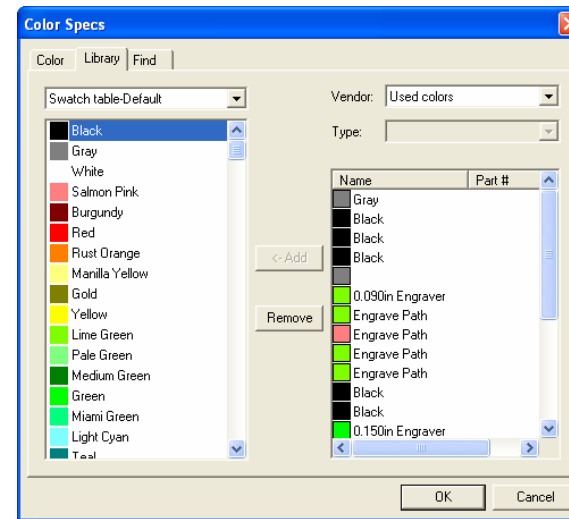 Color Specs
Color Library Find
Swatch table-Default
Vendor: Used colors
Type:
Black
Gray
White
Salmon Pink
Burgundy
Red
Rust Orange
Manilla Yellow
Gold
Yellow
Lime Green
Pale Green
Medium Green
Green
Miami Green
Light Cyan
Teal
<- Add
Remove
Name Part #
Gray
Black
Black
Black
0.090in Engraver
Engrave Path
Engrave Path
Engrave Path
Engrave Path
Black
Black
0.150in Engraver
OK Cancel